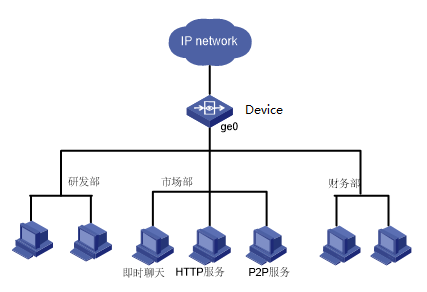 IP network
Device
ge0
研发部
市场部
财务部
即时聊天
HTTP服务
P2P服务